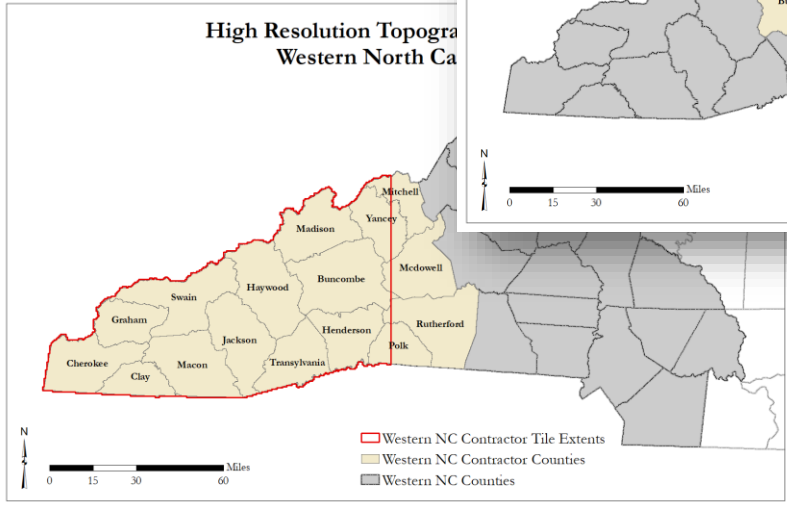 High Resolution Topogra
Western North Ca
N
Miles
0 15 30 60
Mitchell
Yancey
Madison
Mcdowell
Buncombe
Haywood
Swain
Graham
Rutherford
Henderson
Jackson
Polk
Cherokee
Macon
Transylvania
Clay
N
Miles
0 15 30 60
Western NC Contractor Tile Extents
Western NC Contractor Counties
Western NC Counties